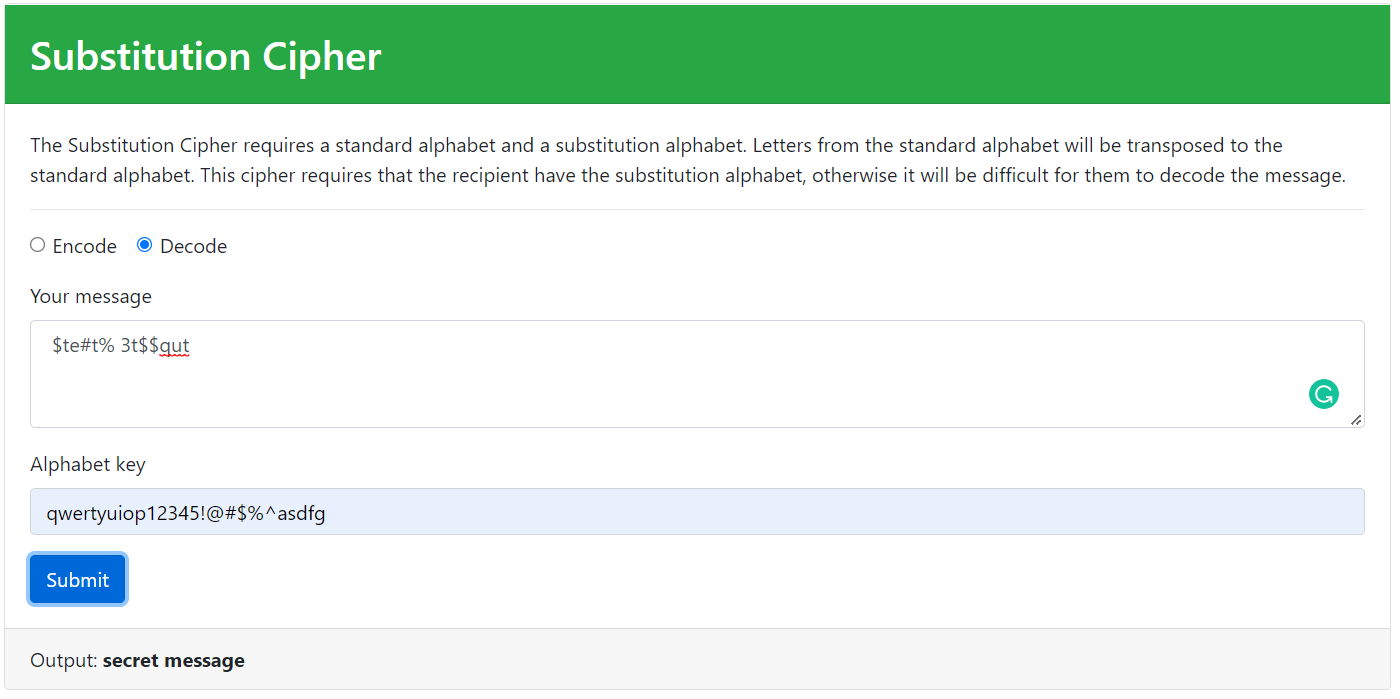 Substitution Cipher
The Substitution Cipher requires a standard alphabet and a substitution alphabet. Letters from the standard alphabet will be transposed to the
standard alphabet. This cipher requires that the recipient have the substitution alphabet, otherwise it will be difficult for them to decode the message.
Encode Decode
Your message
$te#t% 3t$$qut
Alphabet key
qwertyuiop12345!@#$%^asdfg
Submit
Output: secret message